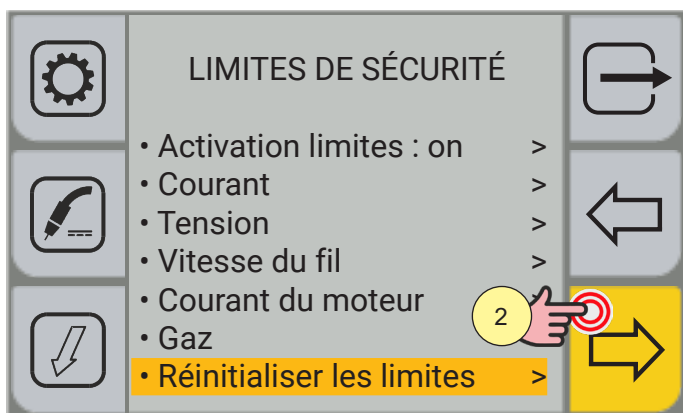 LIMITES DE SÉCURITÉ
• Activation limites : on >
• Courant >
• Tension >
• Vitesse du fil >
• Courant du moteur >
• Gaz
• Réinitialiser les limites >
2